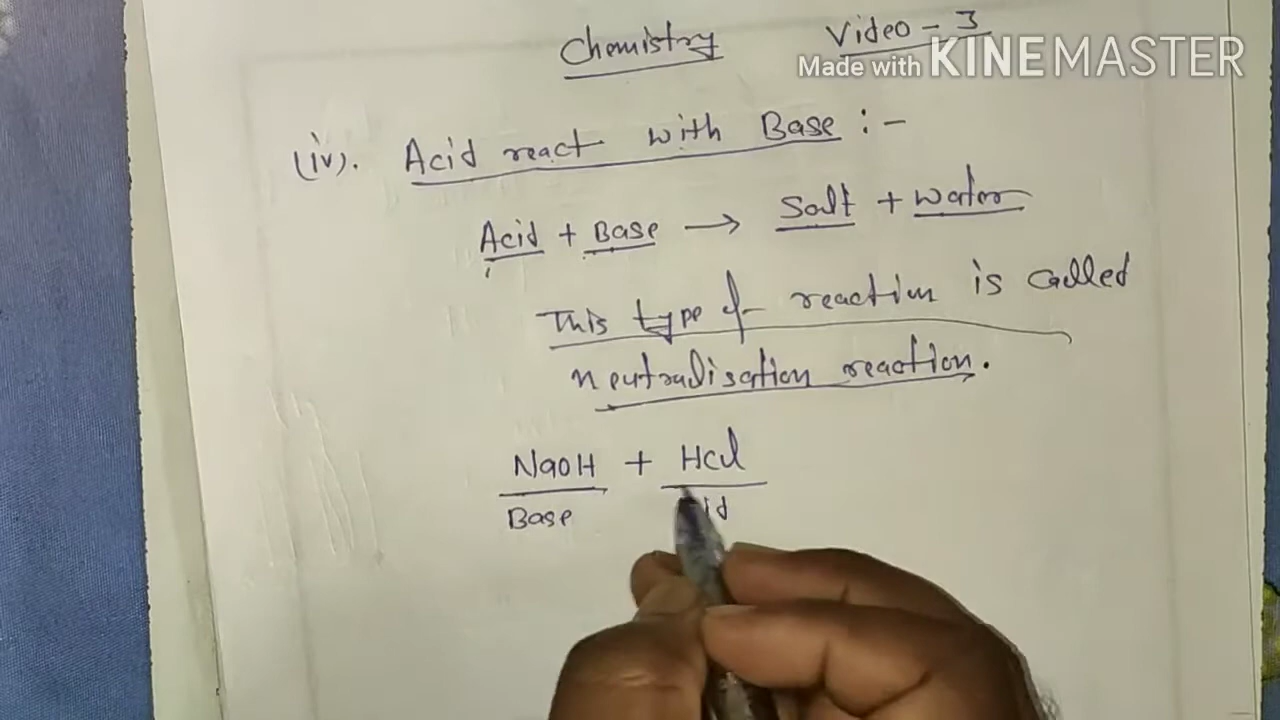 Chemistry Video - 3
Made with KINEMASTER
(iv). Acid react with Base :-
Acid + Base → Salt + water
This type of reaction is called
neutralisation reaction.
NaOH + HCl
Base